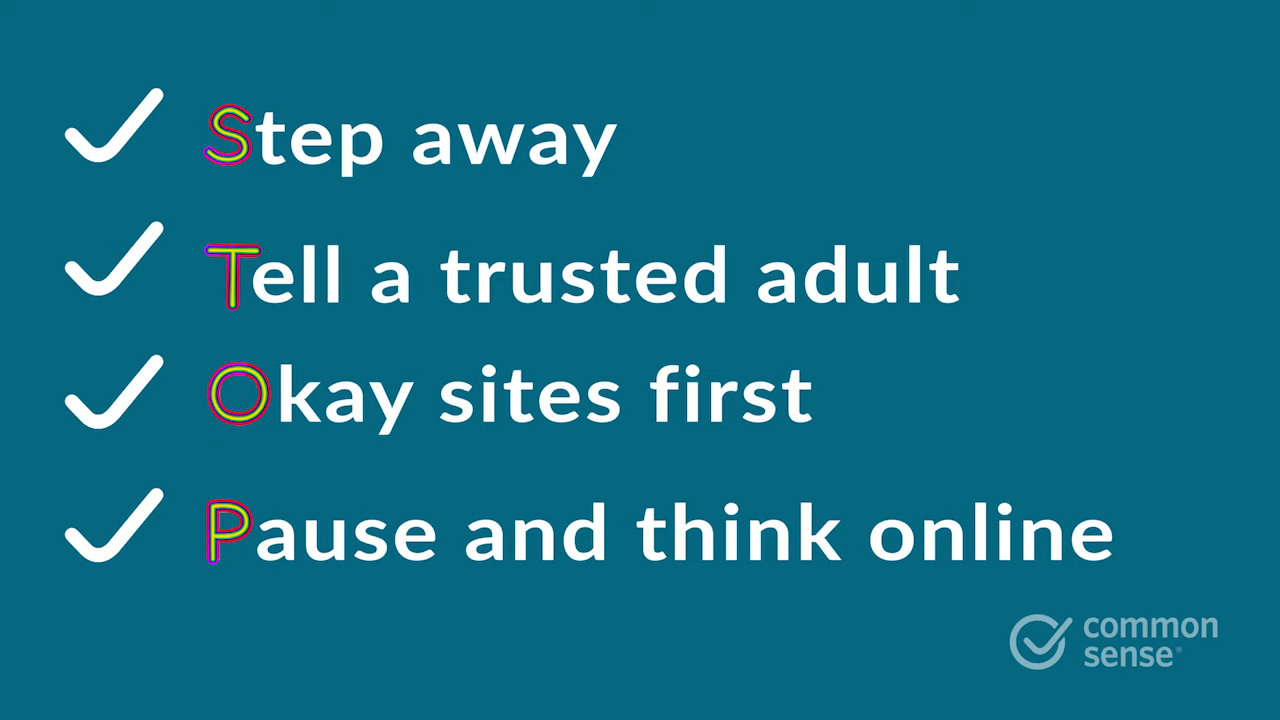 Step away
Tell a trusted adult
Okay sites first
Pause and think online
common
sense®